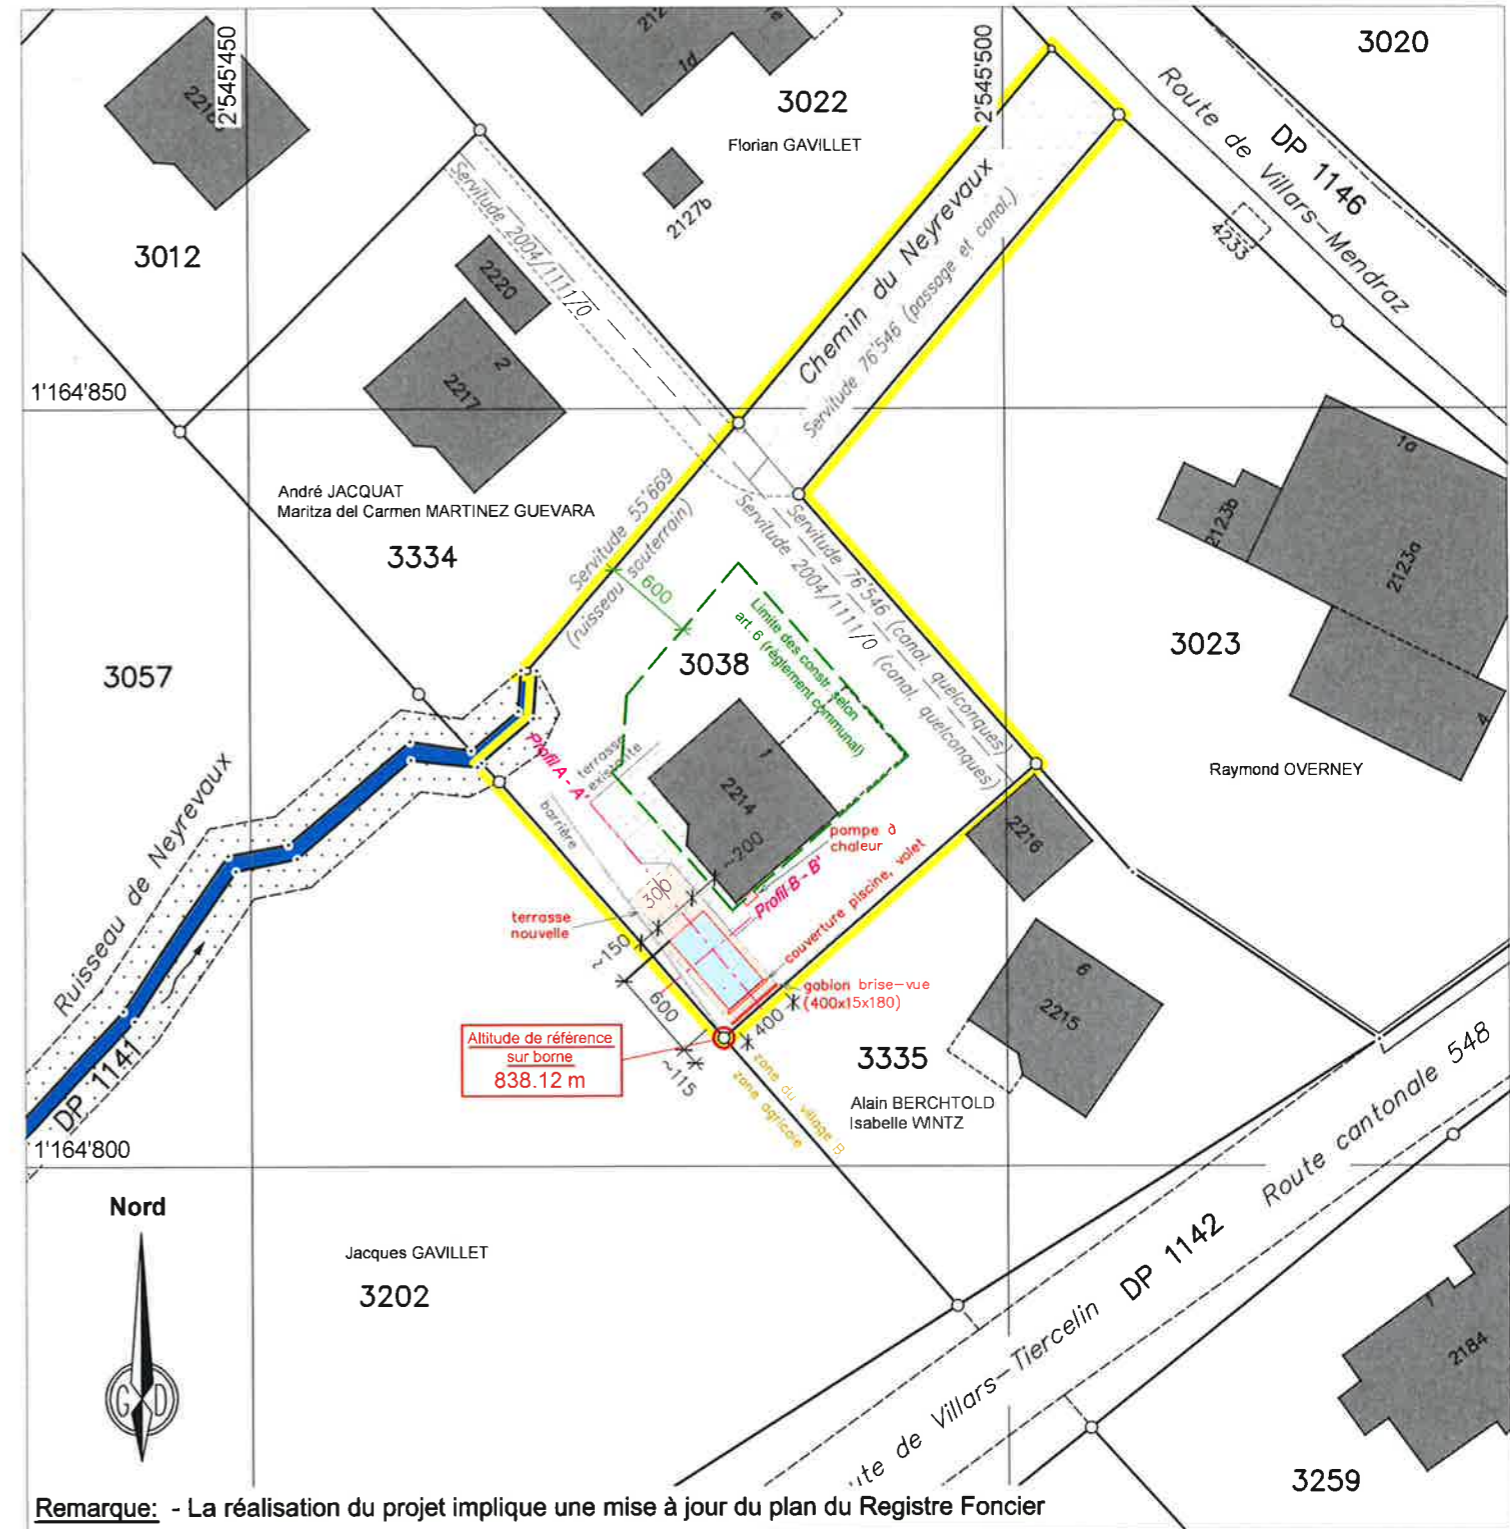 2'545'450
2'545'500
3020
3022
Florian GAVILLET
1d
2127b
Route de Villars-Mendraz
DP 1146
4233
3012
2220
2217
2
Servitude 2004/1111/0
Chemin du Neyrevaux
Servitude 76'546 (passage et canal.)
1'164'850
André JACQUAT
Maritza del Carmen MARTINEZ GUEVARA
3334
Servitude 55'669
(ruisseau souterrain)
600
Servitude 76'546 (canal. quelconques)
Servitude 2004/1111/0 (canal. quelconques)
Limite des constr. selon
art. 6 (règlement communal)
3038
3023
1a
2123b
2123a
4
3057
Raymond OVERNEY
Profil A - A'
terrasse
existante
barrière
1
2214
~200
pompe à
chaleur
Profil B - B'
couverture piscine, volet
2216
terrasse
nouvelle
~150
600
~115
400
gabion brise-vue
(400x15x180)
6
2215
Altitude de référence
sur borne
838.12 m
zone du village B
zone agricole
3335
Alain BERCHTOLD
Isabelle WINTZ
Ruisseau de Neyrevaux
DP 1141
1'164'800
Nord
G D
Jacques GAVILLET
3202
Route cantonale 548
DP 1142
ute de Villars-Tiercelin
2184
3259
Remarque: - La réalisation du projet implique une mise à jour du plan du Registre Foncier